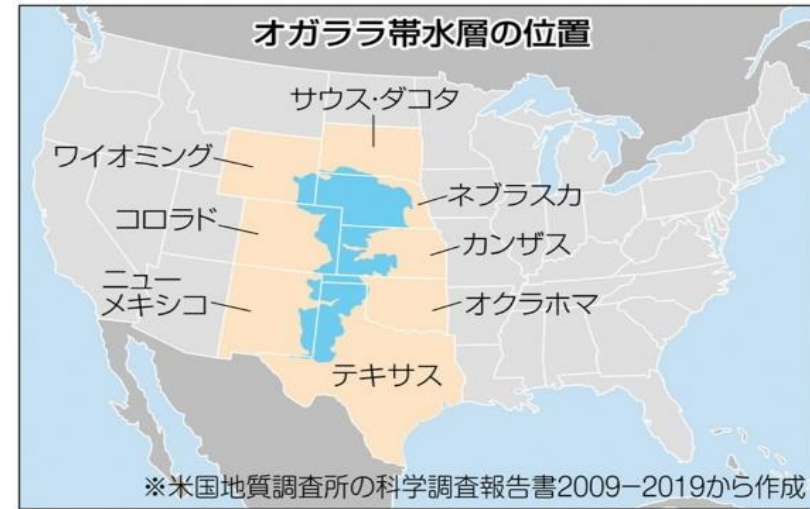 オガララ帯水層の位置
サウス・ダコタ
ワイオミング
ネブラスカ
コロラド
カンザス
ニュー
メキシコ
オクラホマ
テキサス
※米国地質調査所の科学調査報告書2009−2019から作成